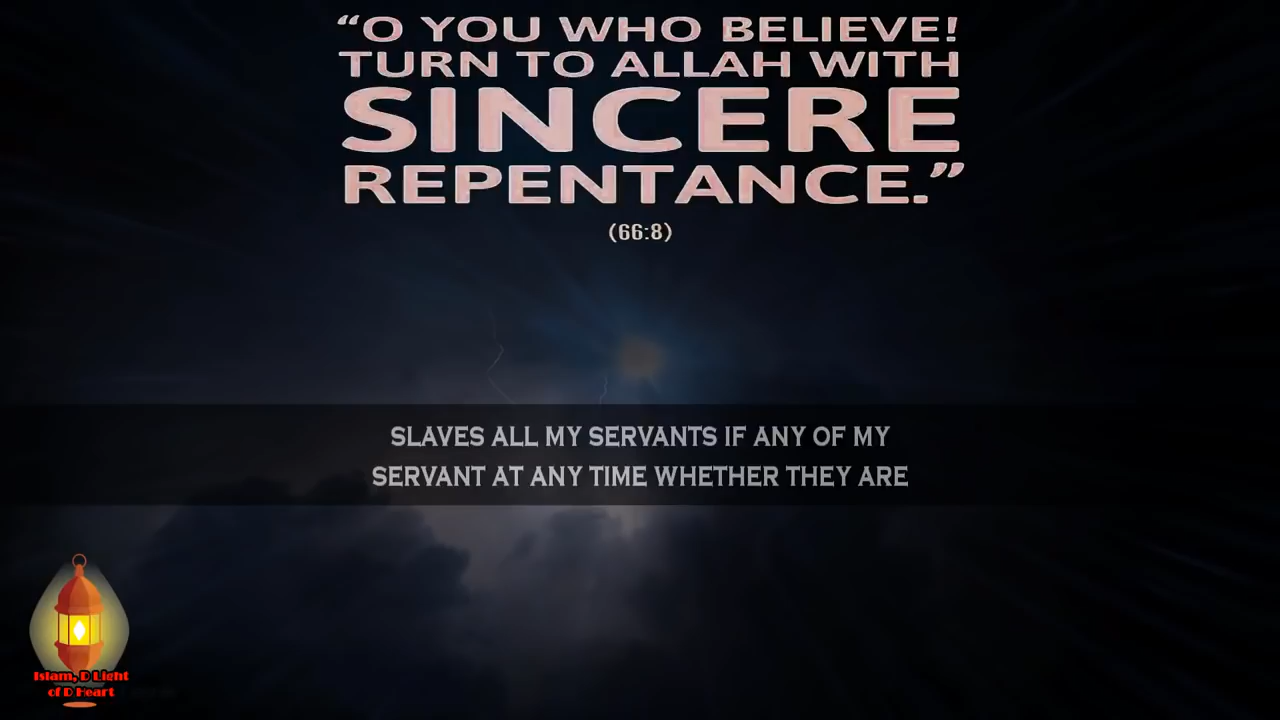 “O YOU WHO BELIEVE!
TURN TO ALLAH WITH
SINCERE
REPENTANCE.”
(66:8)
SLAVES ALL MY SERVANTS IF ANY OF MY
SERVANT AT ANY TIME WHETHER THEY ARE
Islam, D Light
of D Heart